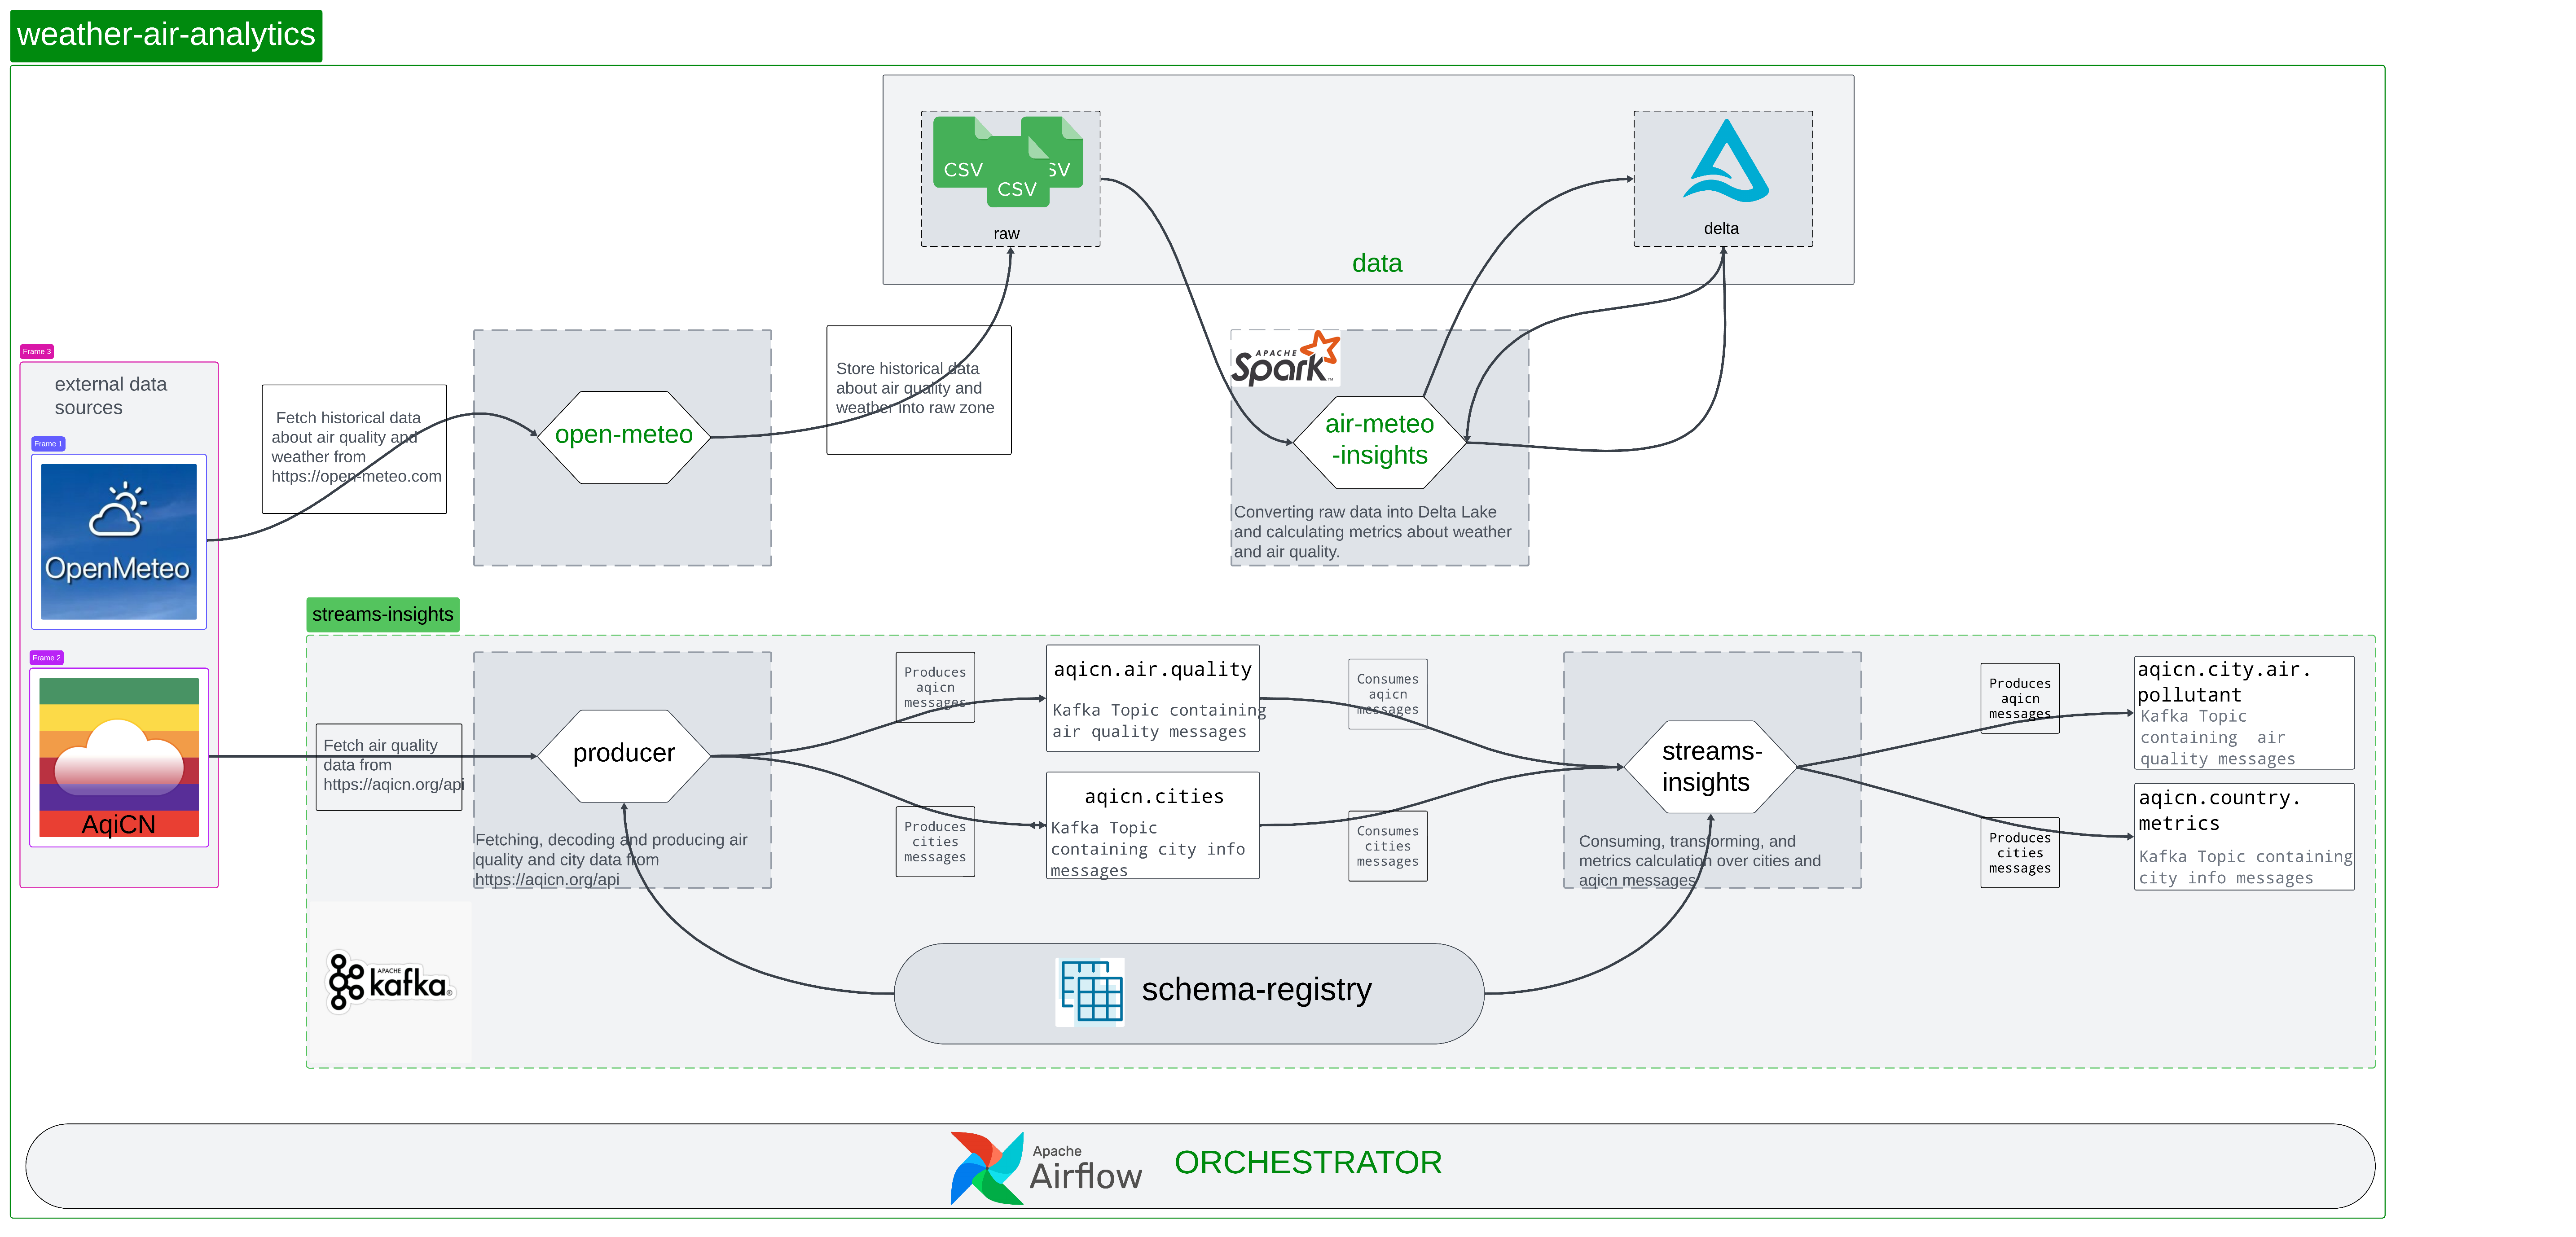 weather-air-analytics
CSV
SV
CSV
raw
delta
data
Frame 3
external data
sources
Frame 1
OpenMeteo
Frame 2
AqiCN
Fetch historical data
about air quality and
weather from
https://open-meteo.com
open-meteo
Store historical data
about air quality and
weather into raw zone
APACHE
Spark™
air-meteo
-insights
Converting raw data into Delta Lake
and calculating metrics about weather
and air quality.
streams-insights
Fetch air quality
data from
https://aqicn.org/api
producer
Fetching, decoding and producing air
quality and city data from
https://aqicn.org/api
Produces
aqicn
messages
Produces
cities
messages
aqicn.air.quality
Kafka Topic containing
air quality messages
aqicn.cities
Kafka Topic
containing city info
messages
Consumes
aqicn
messages
Consumes
cities
messages
streams-
insights
Consuming, transforming, and
metrics calculation over cities and
aqicn messages
Produces
aqicn
messages
Produces
cities
messages
aqicn.city.air.
pollutant
Kafka Topic
containing  air
quality messages
aqicn.country.
metrics
Kafka Topic containing
city info messages
APACHE
kafka®
schema-registry
Apache
Airflow
ORCHESTRATOR